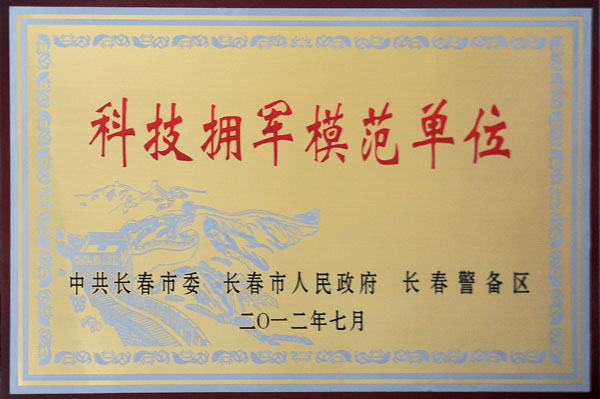 科技拥军模范单位
中共长春市委 长春市人民政府 长春警备区
二〇一二年七月